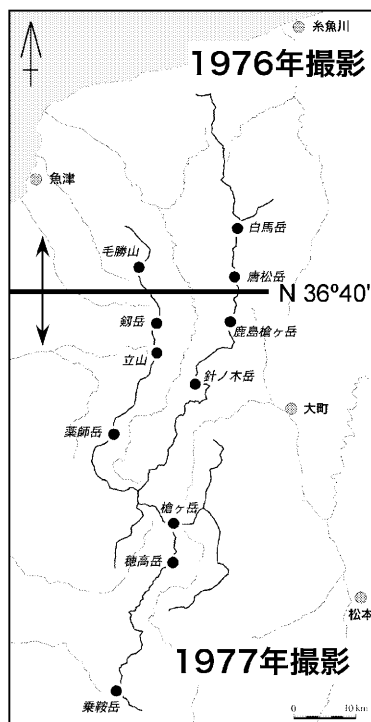 糸魚川
1976年撮影
魚津
白馬岳
毛勝山
唐松岳
N 36º40'
剱岳
鹿島槍ヶ岳
立山
針ノ木岳
大町
薬師岳
槍ヶ岳
穂高岳
松本
1977年撮影
乗鞍岳
0 10 km